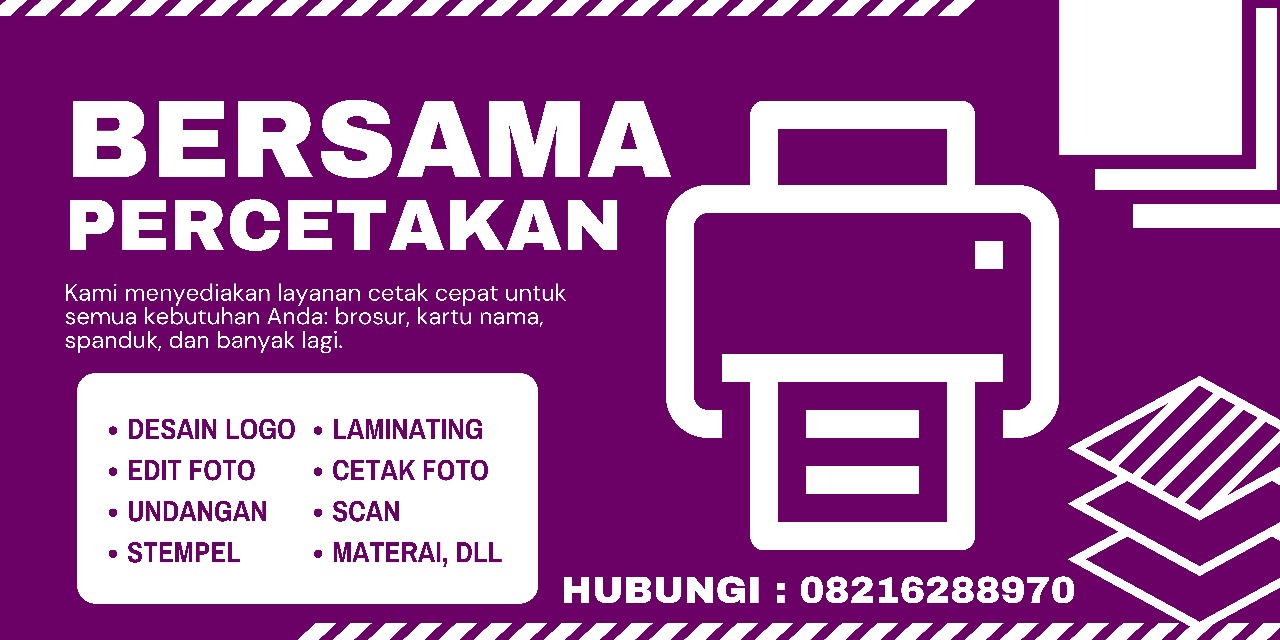 BERSAMA
PERCETAKAN
Kami menyediakan layanan cetak cepat untuk
semua kebutuhan Anda: brosur, kartu nama,
spanduk, dan banyak lagi.
• DESAIN LOGO
• EDIT FOTO
• UNDANGAN
• STEMPEL
• LAMINATING
• CETAK FOTO
• SCAN
• MATERAI, DLL
HUBUNGI : 08216288970